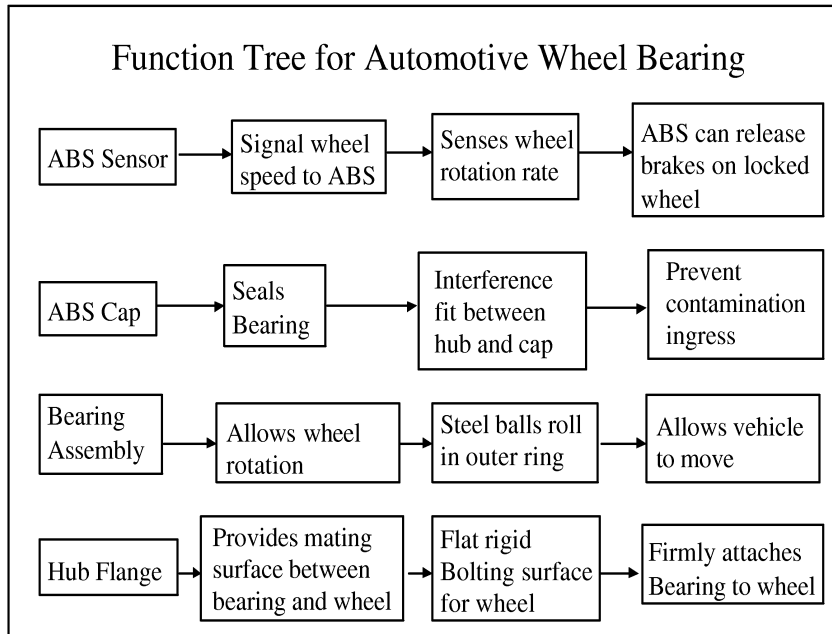 Function Tree for Automotive Wheel Bearing
ABS Sensor
Signal wheel
speed to ABS
Senses wheel
rotation rate
ABS can release
brakes on locked
wheel
ABS Cap
Seals
Bearing
Interference
fit between
hub and cap
Prevent
contamination
ingress
Bearing
Assembly
Allows wheel
rotation
Steel balls roll
in outer ring
Allows vehicle
to move
Hub Flange
Provides mating
surface between
bearing and wheel
Flat rigid
Bolting surface
for wheel
Firmly attaches
Bearing to wheel